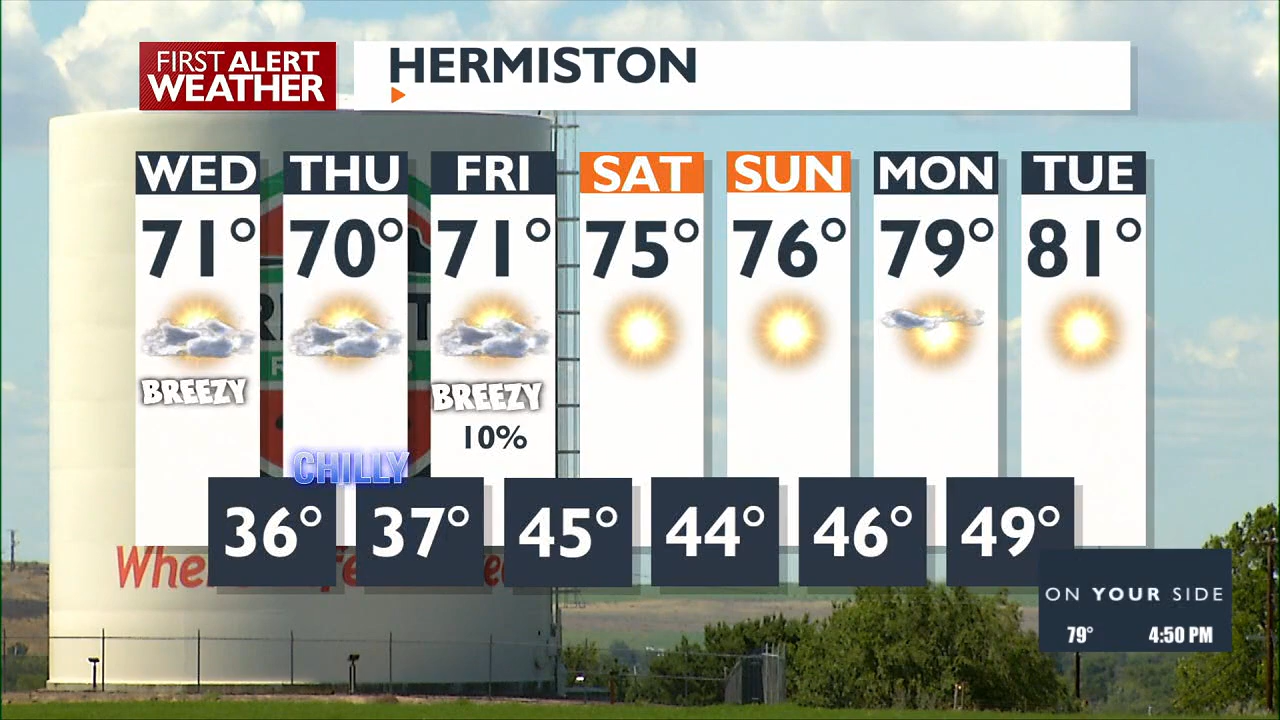 FIRST ALERT
WEATHER
HERMISTON
WED THU FRI SAT SUN MON TUE
71° 70° 71° 75° 76° 79° 81°
BREEZY BREEZY
10%
CHILLY
36° 37° 45° 44° 46° 49°
ON YOUR SIDE
79° 4:50 PM